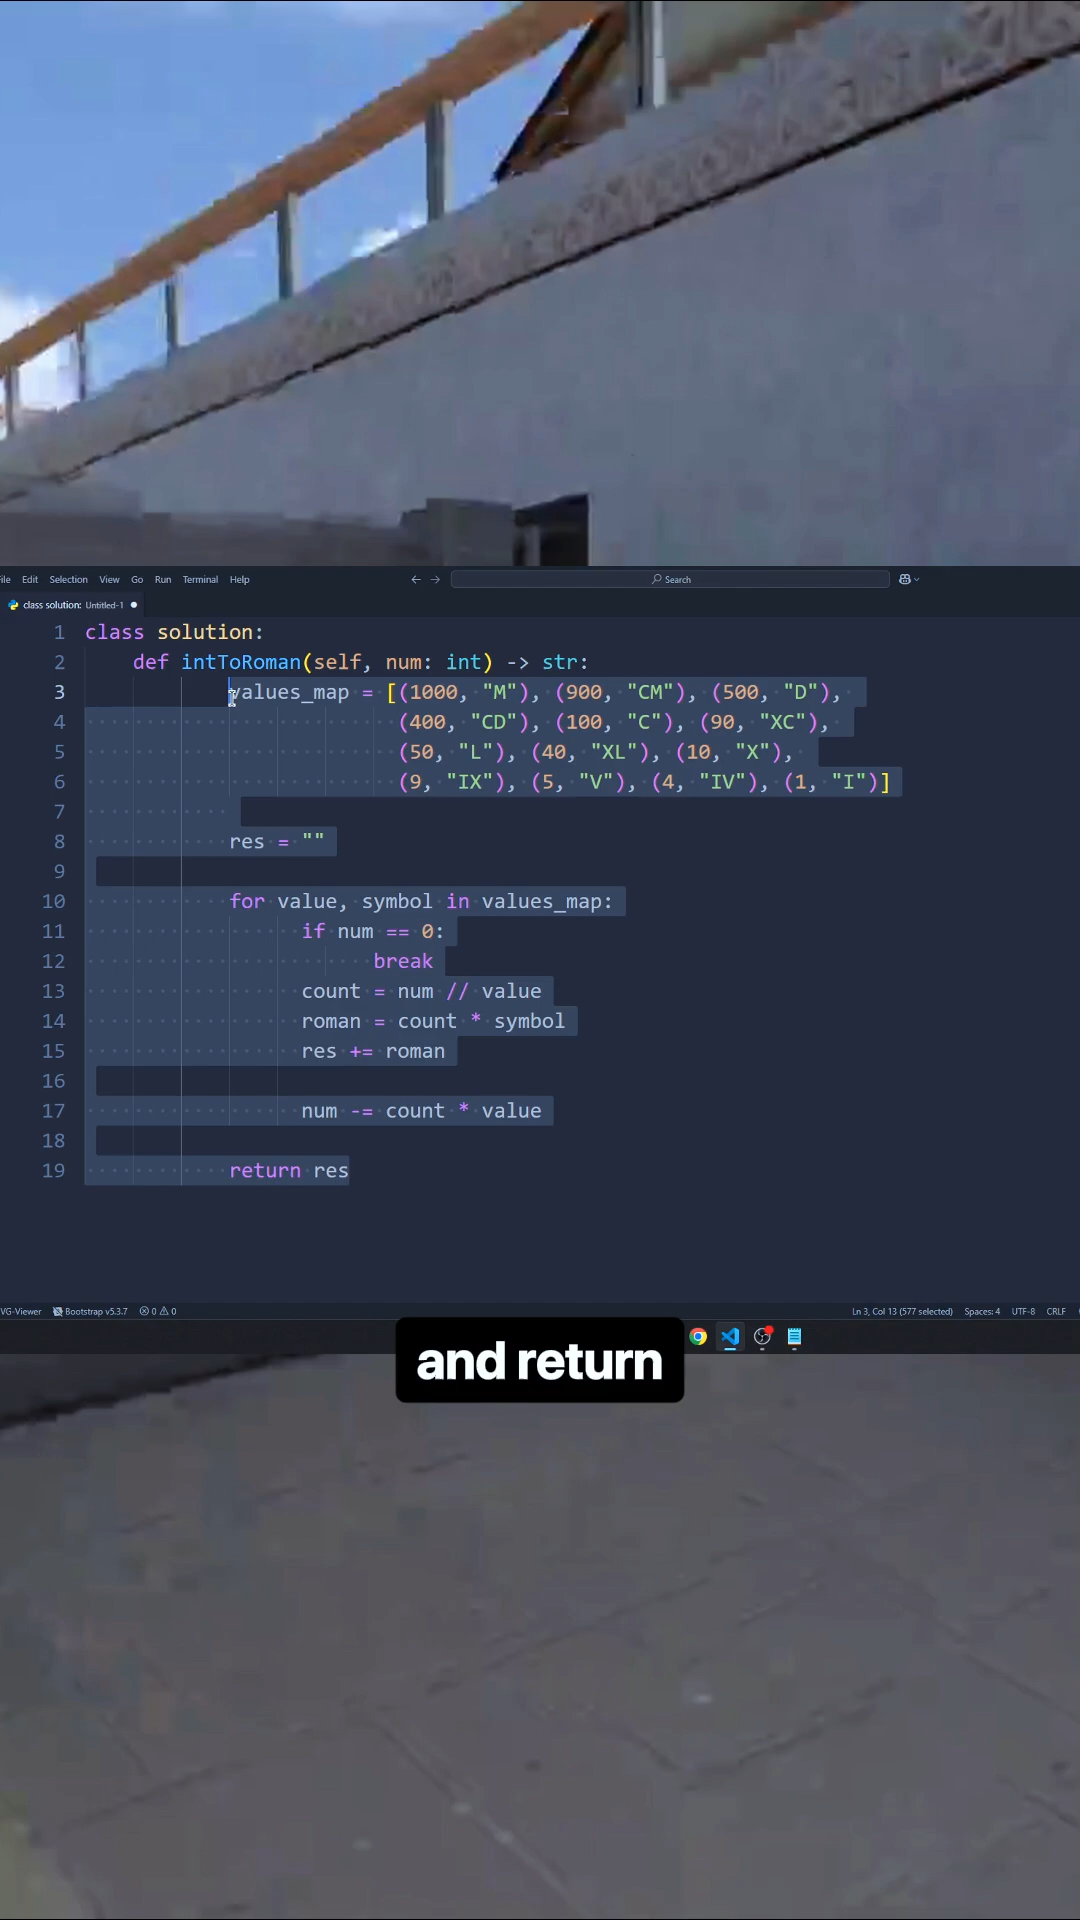 ile Edit Selection View Go Run Terminal Help
Search
class solution: Untitled-1
1 class solution:
2     def intToRoman(self, num: int) -> str:
3         values_map = [(1000, "M"), (900, "CM"), (500, "D"),
4                       (400, "CD"), (100, "C"), (90, "XC"),
5                       (50, "L"), (40, "XL"), (10, "X"),
6                       (9, "IX"), (5, "V"), (4, "IV"), (1, "I")]
7
8         res = ""
9
10         for value, symbol in values_map:
11             if num == 0:
12                 break
13             count = num // value
14             roman = count * symbol
15             res += roman
16
17             num -= count * value
18
19         return res
VG-Viewer Bootstrap v5.3.7 0 0 Ln 3, Col 13 (577 selected) Spaces: 4 UTF-8 CRLF
and return